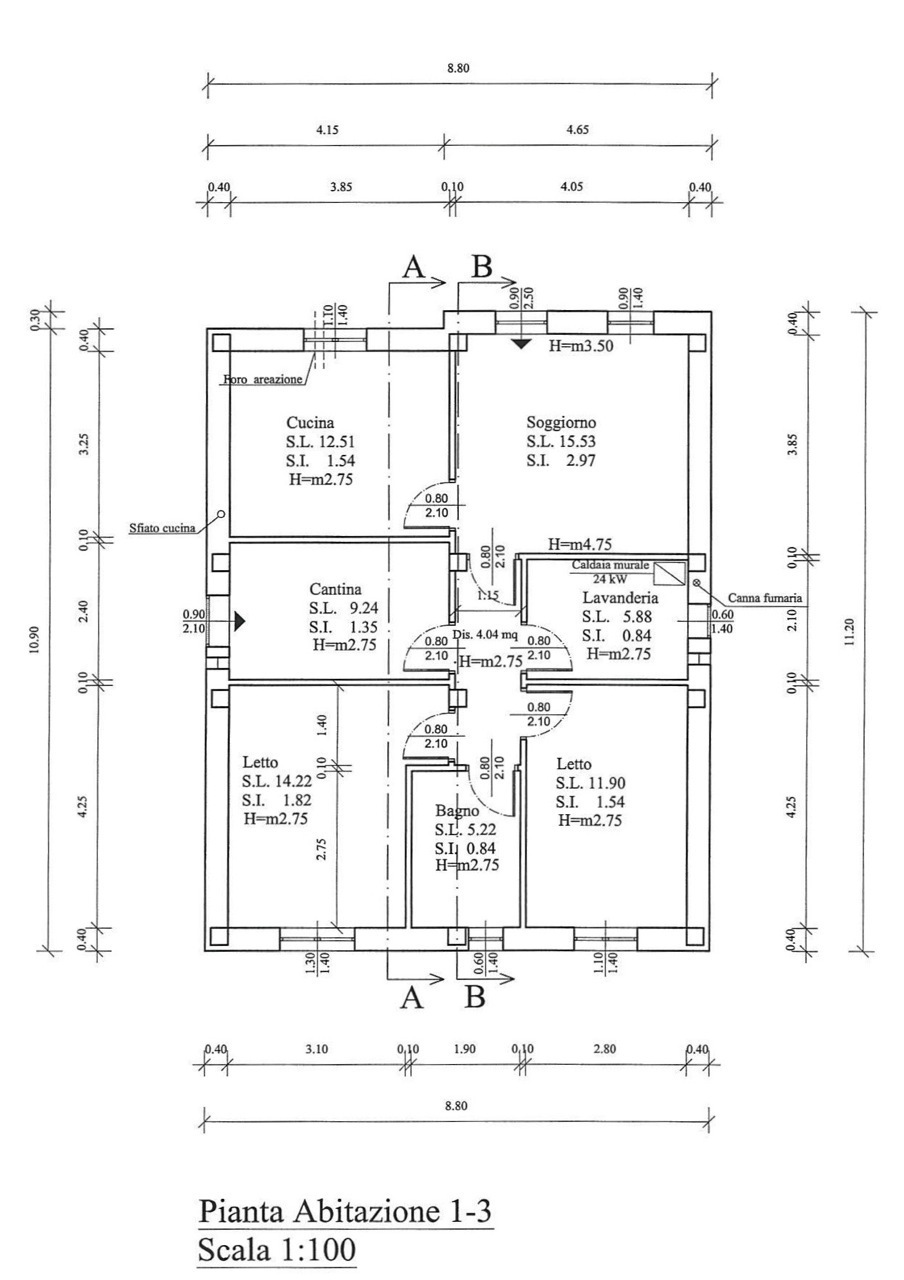 8.80
4.15 4.65
0.40 3.85 0.10 4.05 0.40
A B
0.90
2.50
0.90
1.40
1.10
1.40
0.30
0.40
0.40
H=m3.50
Foro areazione
Cucina
S.L. 12.51
S.I. 1.54
H=m2.75
Soggiorno
S.L. 15.53
S.I. 2.97
3.25
3.85
0.80
2.10
Sfiato cucina
H=m4.75
0.10
0.10
0.80
2.10
Caldaia murale
24 kW
Canna fumaria
Cantina
S.L. 9.24
S.I. 1.35
H=m2.75
1.15
Lavanderia
S.L. 5.88
S.I. 0.84
H=m2.75
0.90
2.10
0.60
1.40
2.40
2.10
10.90
11.20
Dis. 4.04 mq
H=m2.75
0.80
2.10
0.80
2.10
0.10
0.10
0.80
2.10
0.80
2.10
1.40
0.10
2.75
0.80
2.10
Letto
S.L. 14.22
S.I. 1.82
H=m2.75
Letto
S.L. 11.90
S.I. 1.54
H=m2.75
Bagno
S.L. 5.22
S.I. 0.84
H=m2.75
4.25
4.25
0.40
0.40
1.30
1.40
0.60
1.40
1.10
1.40
A B
0.40 3.10 0.10 1.90 0.10 2.80 0.40
8.80
Pianta Abitazione 1-3
Scala 1:100